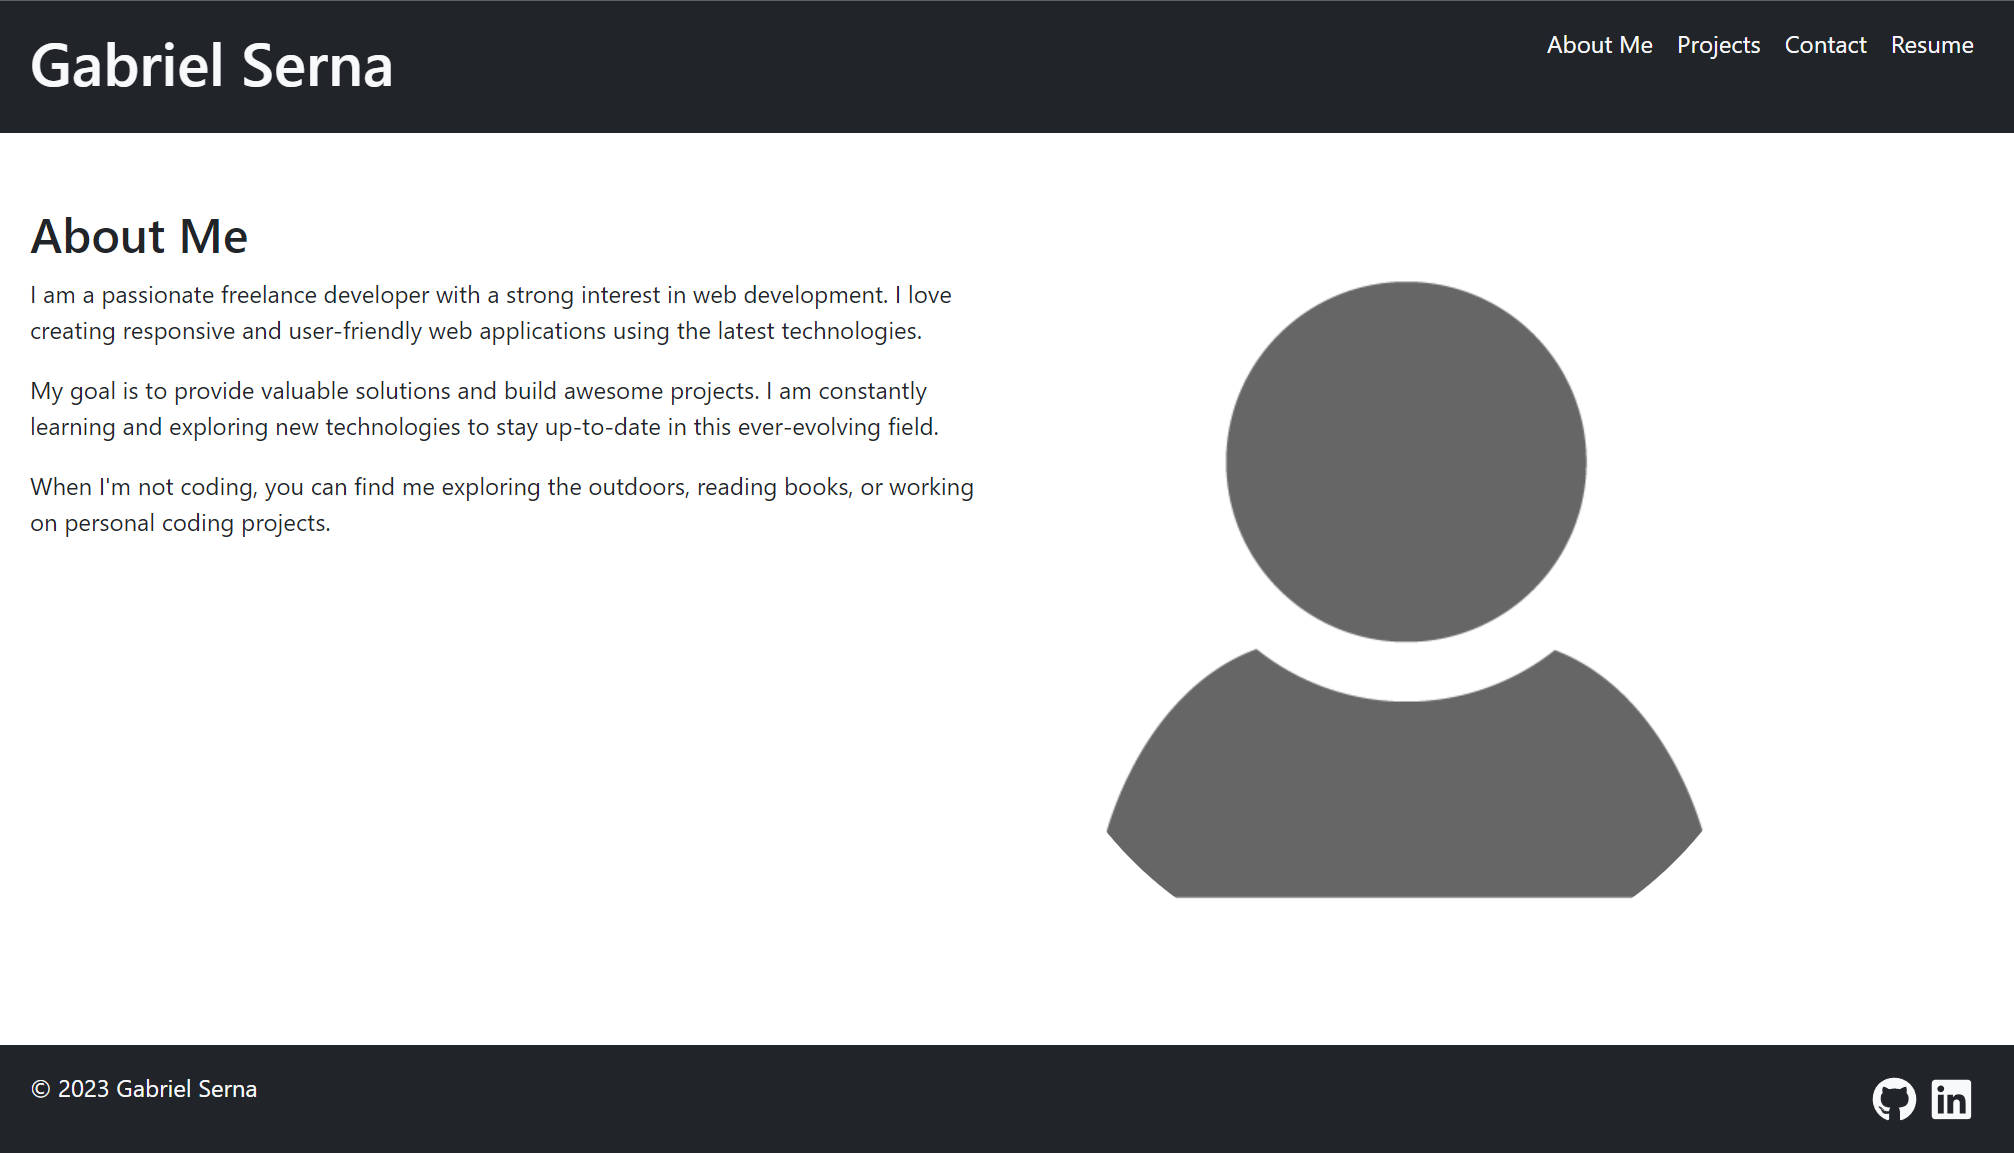 Gabriel Serna
About Me Projects Contact Resume
About Me
I am a passionate freelance developer with a strong interest in web development. I love
creating responsive and user-friendly web applications using the latest technologies.
My goal is to provide valuable solutions and build awesome projects. I am constantly
learning and exploring new technologies to stay up-to-date in this ever-evolving field.
When I'm not coding, you can find me exploring the outdoors, reading books, or working
on personal coding projects.
© 2023 Gabriel Serna
in